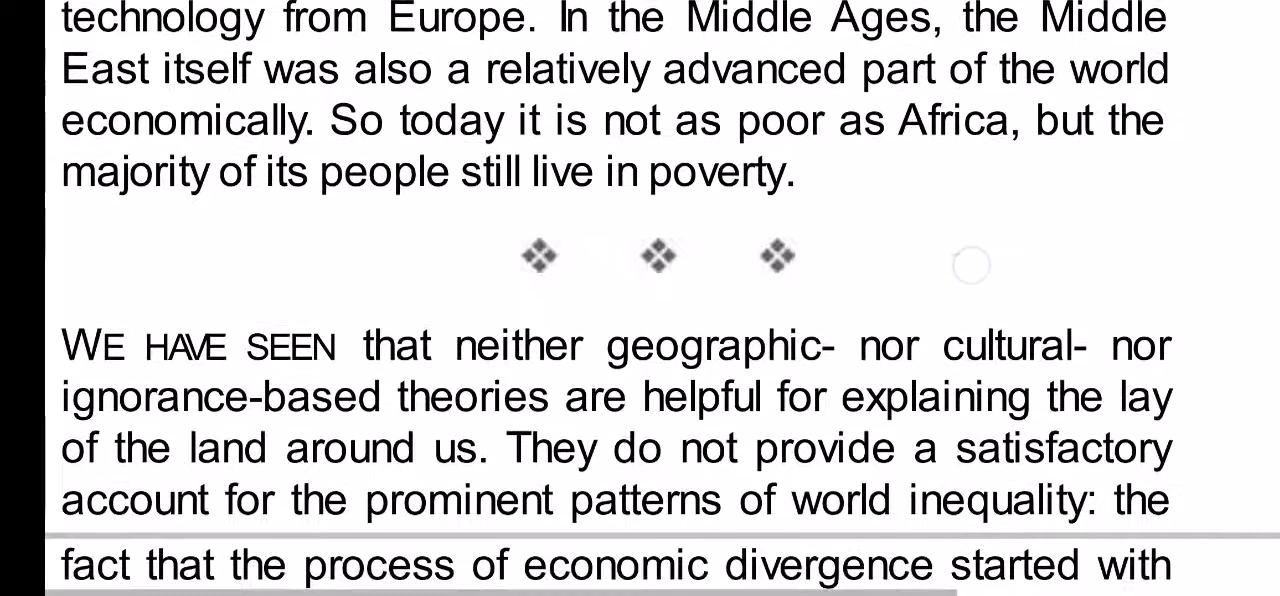 technology from Europe. In the Middle Ages, the Middle
East itself was also a relatively advanced part of the world
economically. So today it is not as poor as Africa, but the
majority of its people still live in poverty.
WE HAVE SEEN that neither geographic- nor cultural- nor
ignorance-based theories are helpful for explaining the lay
of the land around us. They do not provide a satisfactory
account for the prominent patterns of world inequality: the
fact that the process of economic divergence started with